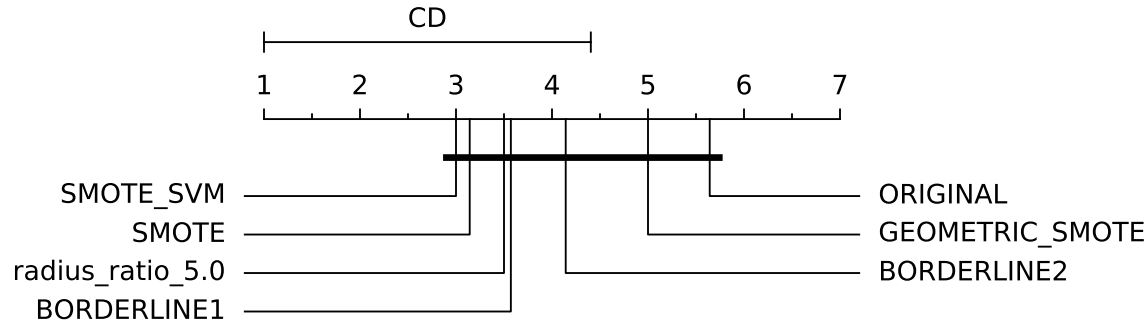 CD
1 2 3 4 5 6 7
SMOTE_SVM
SMOTE
radius_ratio_5.0
BORDERLINE1
ORIGINAL
GEOMETRIC_SMOTE
BORDERLINE2